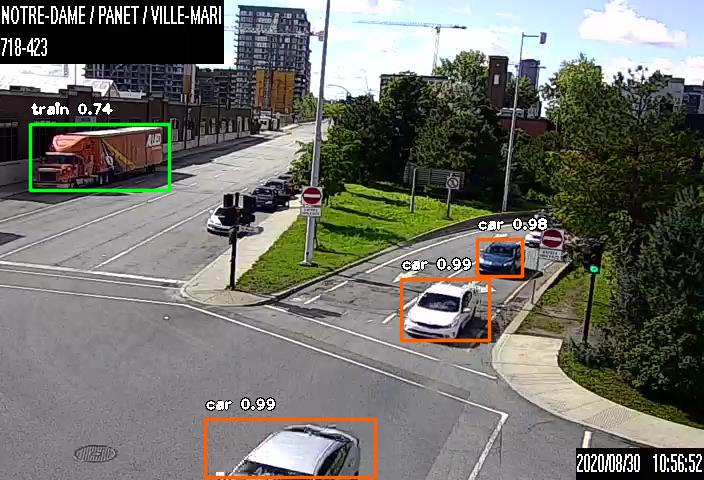 NOTRE-DAME / PANET / VILLE-MARI
718-423
train 0.74
car 0.98
car 0.99
car 0.99
2020/08/30 10:56:52